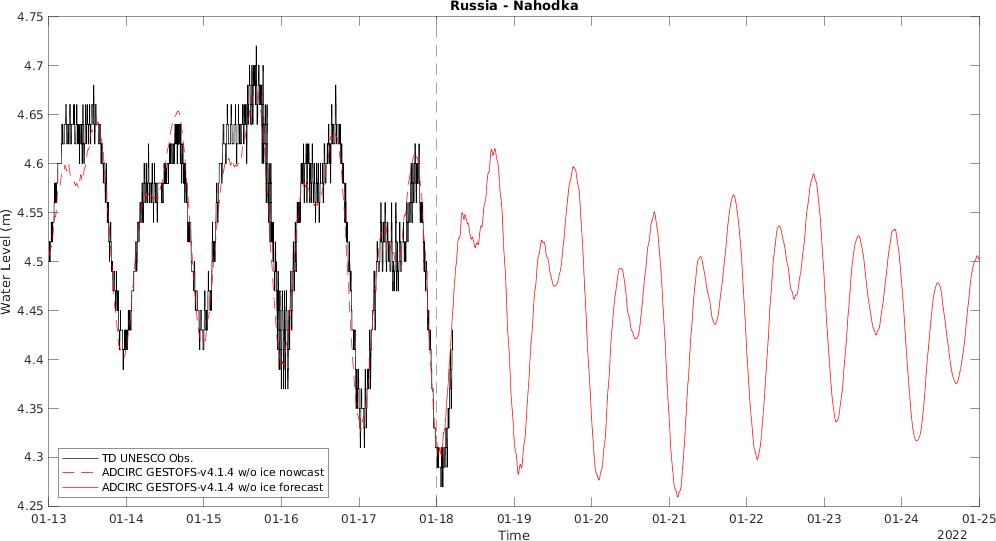 Russia - Nahodka
4.75
4.7
4.65
4.6
4.55
4.5
4.45
4.4
4.35
4.3
4.25
Water Level (m)
TD UNESCO Obs.
ADCIRC GESTOFS-v4.1.4 w/o ice nowcast
ADCIRC GESTOFS-v4.1.4 w/o ice forecast
01-13 01-14 01-15 01-16 01-17 01-18 01-19 01-20 01-21 01-22 01-23 01-24 01-25
Time
2022